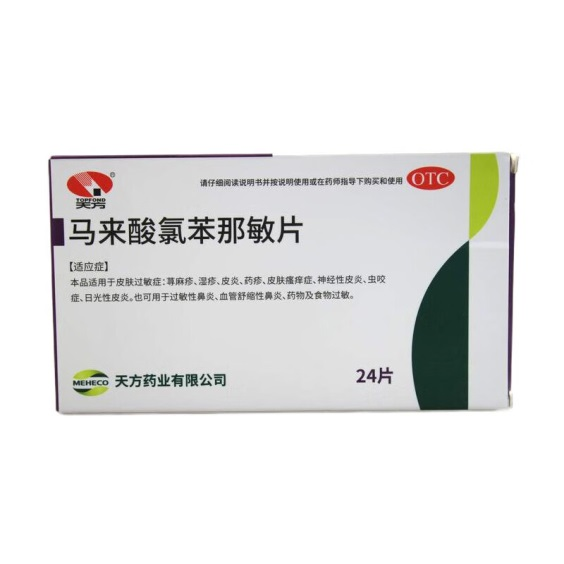 请仔细阅读说明书并按说明使用或在药师指导下购买和使用
OTC
TOPFOND
天方
马来酸氯苯那敏片
【适应症】
本品适用于皮肤过敏症：荨麻疹、湿疹、皮炎、药疹、皮肤瘙痒症、神经性皮炎、虫咬
症、日光性皮炎。也可用于过敏性鼻炎、血管舒缩性鼻炎、药物及食物过敏。
MEHECO
天方药业有限公司
24片